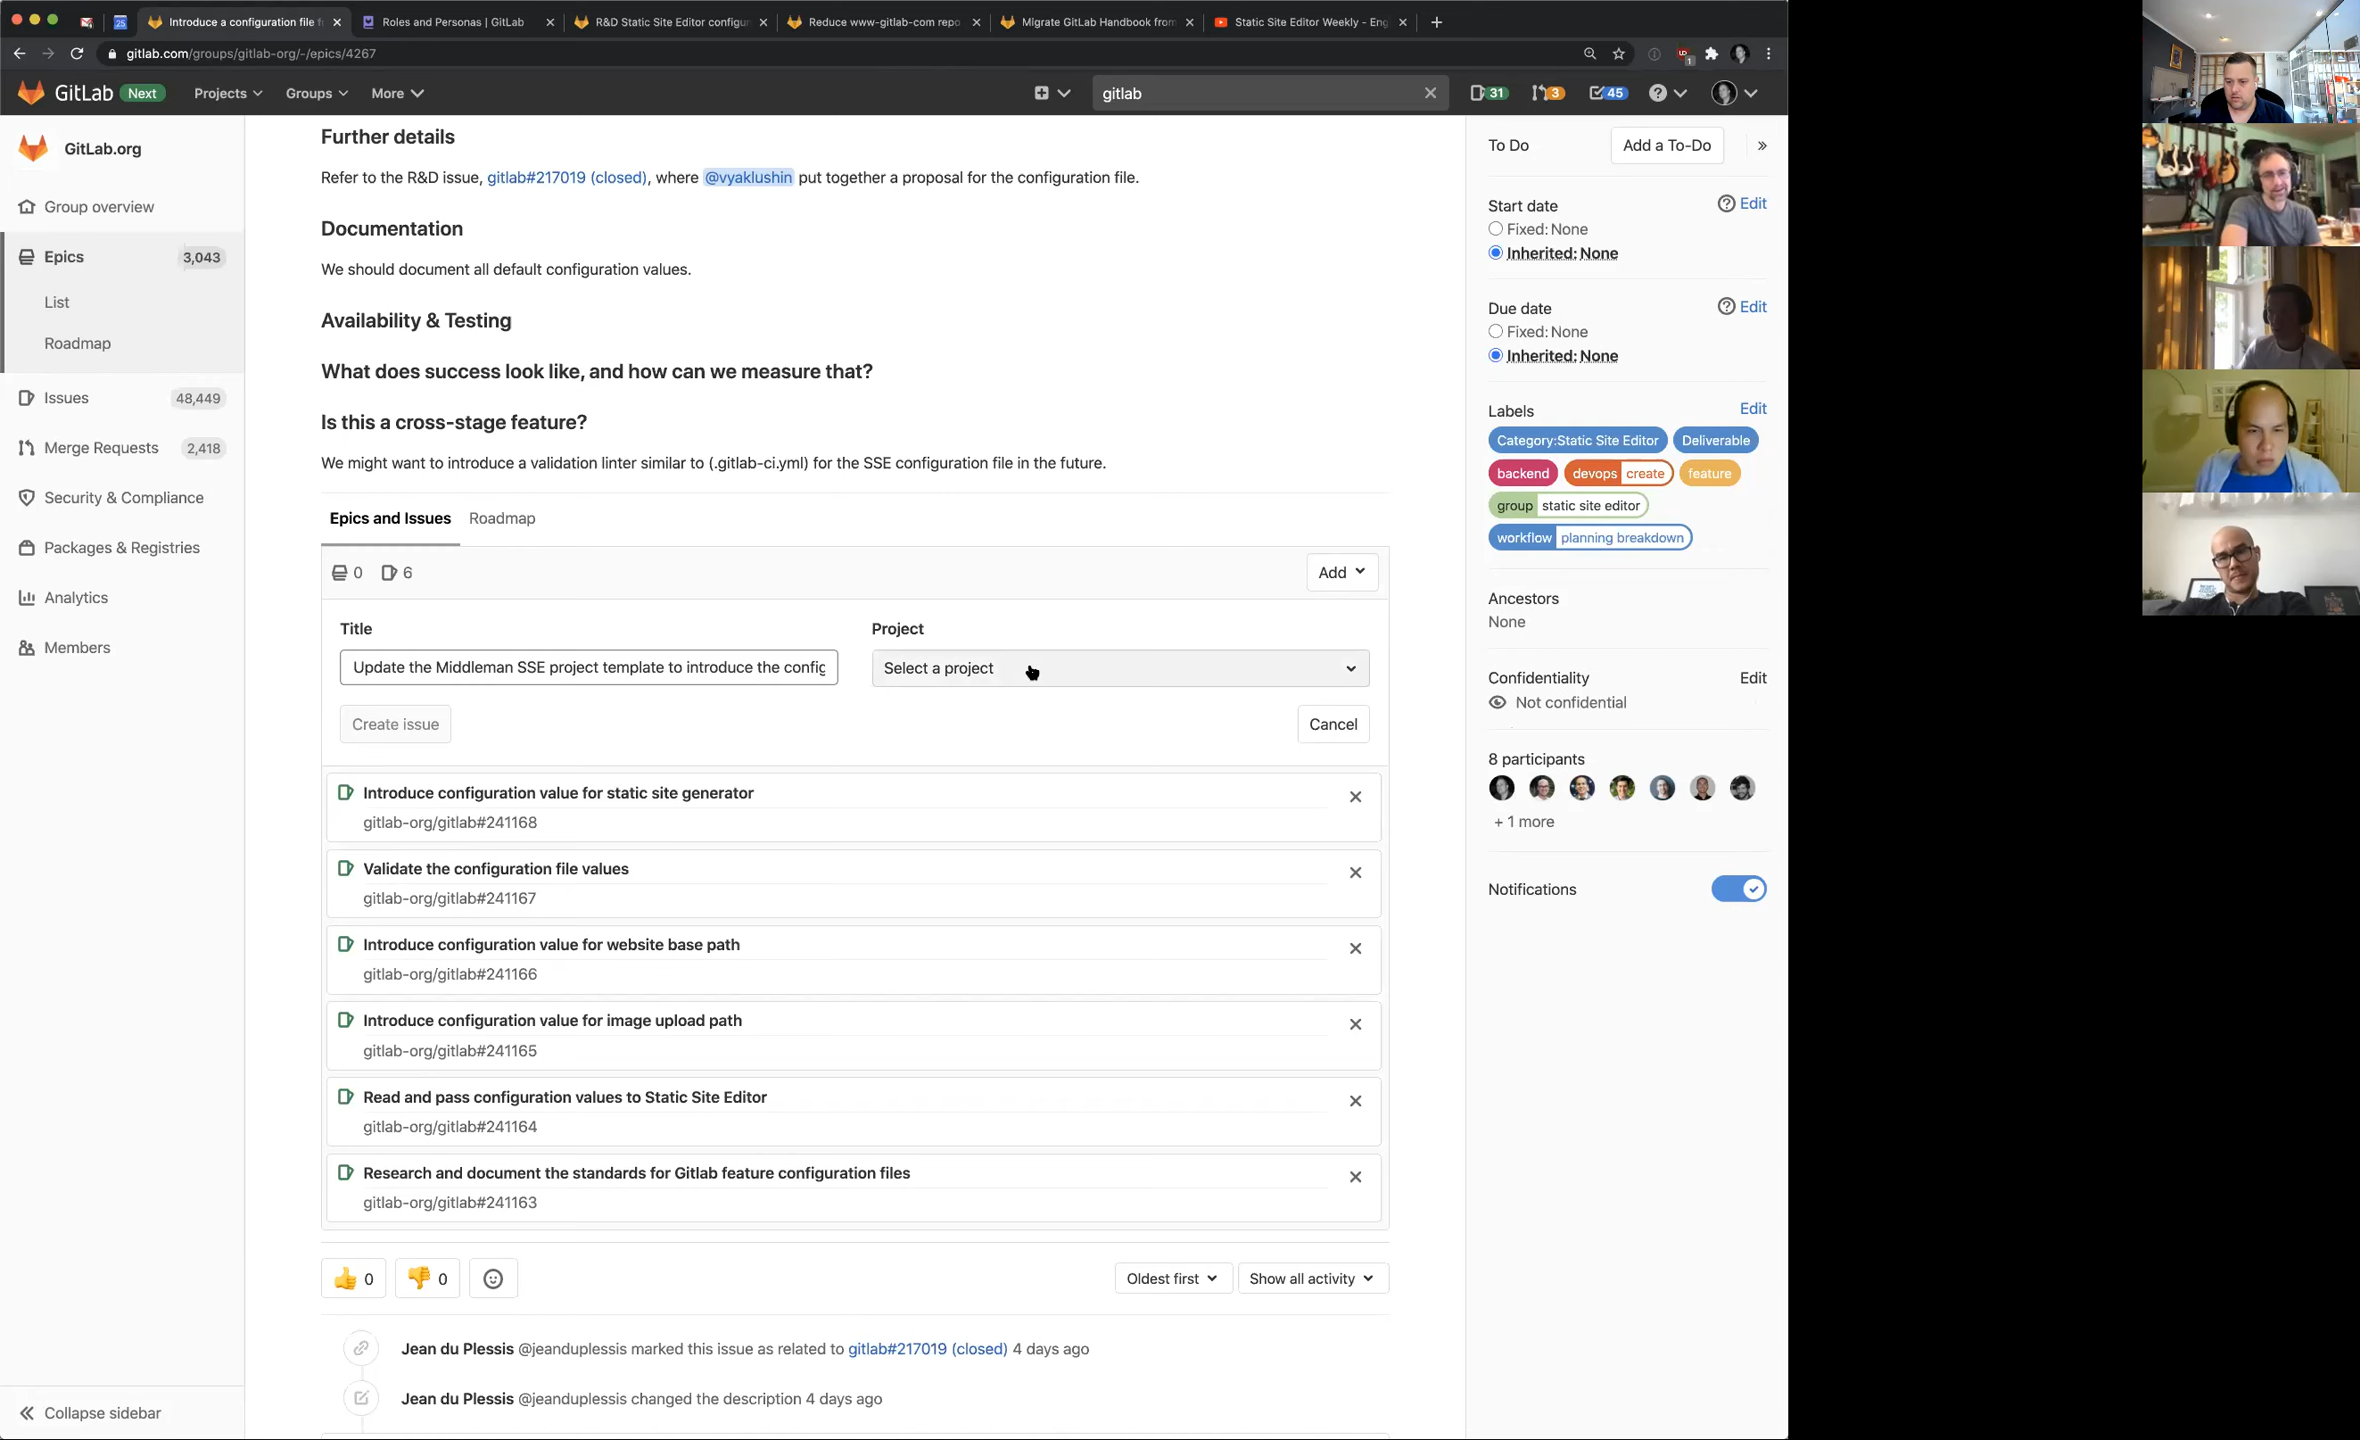 Introduce a configuration file f
Roles and Personas | GitLab
R&D Static Site Editor configur
Reduce www-gitlab-com repo
Migrate GitLab Handbook from
Static Site Editor Weekly - Eng
gitlab.com/groups/gitlab-org/-/epics/4267
GitLab Next
Projects
Groups
More
gitlab
31
3
45
GitLab.org
Group overview
Epics 3,043
List
Roadmap
Issues 48,449
Merge Requests 2,418
Security & Compliance
Packages & Registries
Analytics
Members
Collapse sidebar
Further details
Refer to the R&D issue, gitlab#217019 (closed), where @vyaklushin put together a proposal for the configuration file.
Documentation
We should document all default configuration values.
Availability & Testing
What does success look like, and how can we measure that?
Is this a cross-stage feature?
We might want to introduce a validation linter similar to (.gitlab-ci.yml) for the SSE configuration file in the future.
Epics and Issues Roadmap
0 6
Add
Title
Project
Update the Middleman SSE project template to introduce the config
Select a project
Create issue
Cancel
Introduce configuration value for static site generator
gitlab-org/gitlab#241168
Validate the configuration file values
gitlab-org/gitlab#241167
Introduce configuration value for website base path
gitlab-org/gitlab#241166
Introduce configuration value for image upload path
gitlab-org/gitlab#241165
Read and pass configuration values to Static Site Editor
gitlab-org/gitlab#241164
Research and document the standards for Gitlab feature configuration files
gitlab-org/gitlab#241163
0
0
Oldest first
Show all activity
Jean du Plessis @jeanduplessis marked this issue as related to gitlab#217019 (closed) 4 days ago
Jean du Plessis @jeanduplessis changed the description 4 days ago
To Do
Add a To-Do
Start date
Edit
Fixed: None
Inherited: None
Due date
Edit
Fixed: None
Inherited: None
Labels
Edit
Category:Static Site Editor
Deliverable
backend
devops create
feature
group static site editor
workflow planning breakdown
Ancestors
None
Confidentiality
Edit
Not confidential
8 participants
+ 1 more
Notifications